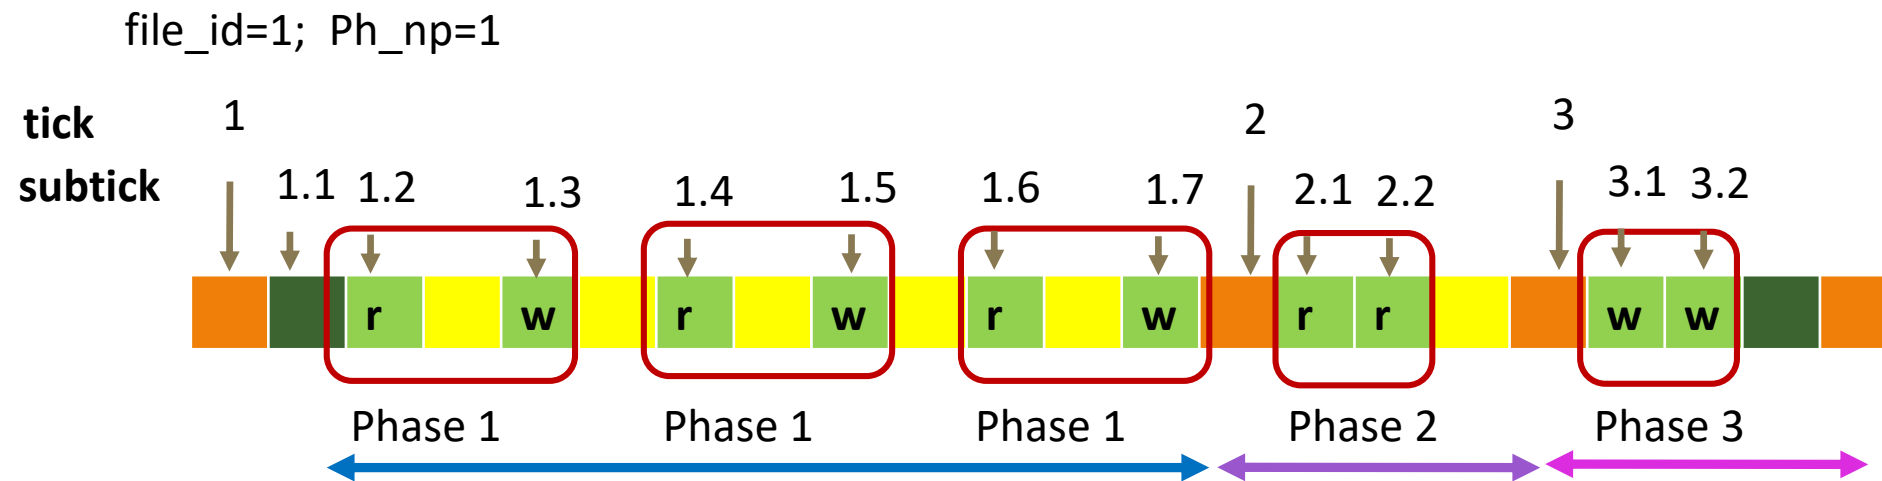 file_id=1; Ph_np=1
tick 1 2 3
subtick 1.1 1.2 1.3 1.4 1.5 1.6 1.7 2.1 2.2 3.1 3.2
r w r w r w r r w w
Phase 1 Phase 1 Phase 1 Phase 2 Phase 3